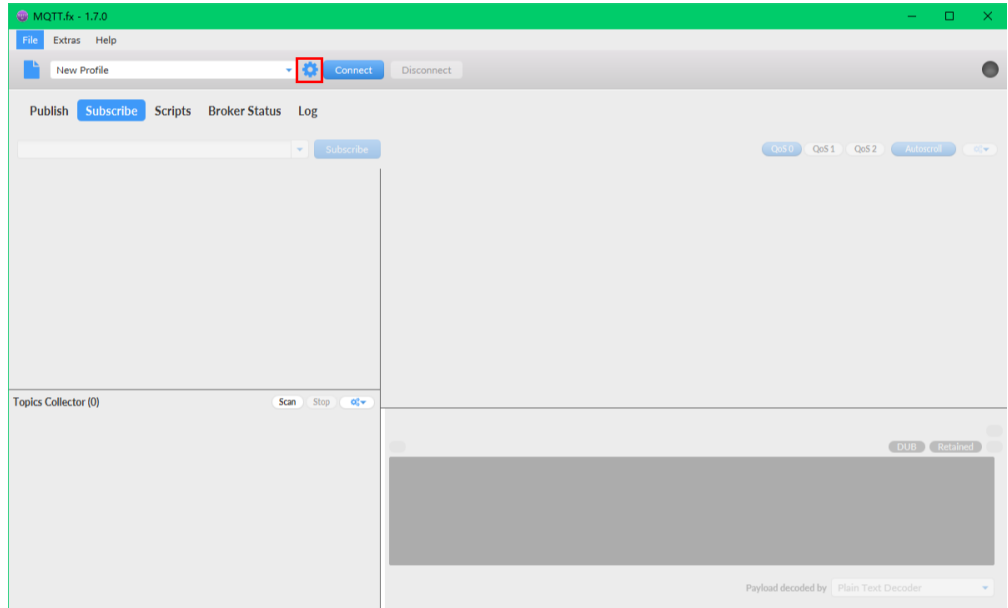 MQTT.fx - 1.7.0
File Extras Help
New Profile Connect Disconnect
Publish Subscribe Scripts Broker Status Log
Subscribe QoS 0 QoS 1 QoS 2 Autoscroll
Topics Collector (0) Scan Stop
DUB Retained
Payload decoded by Plain Text Decoder